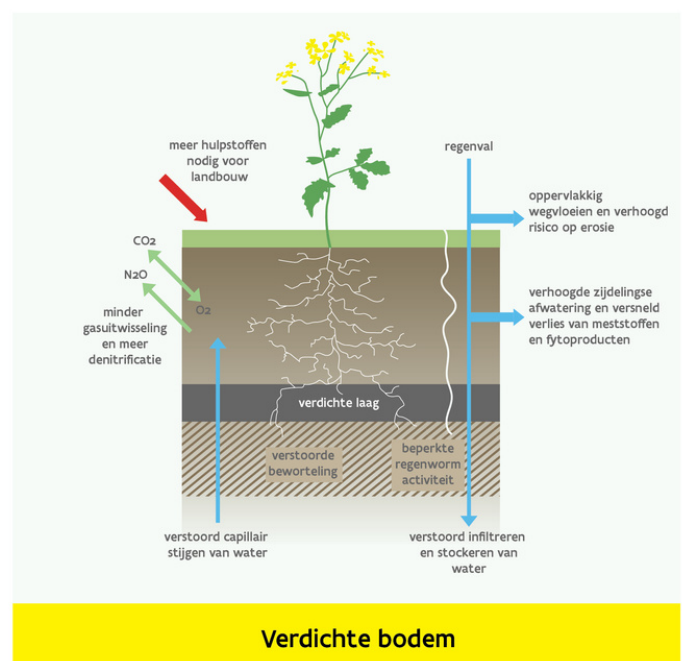 meer hulpstoffen
nodig voor
landbouw
regenval
oppervlakkig
wegvloeien en verhoogd
risico op erosie
CO2
N2O
O2
minder
gasuitwisseling
en meer
denitrificatie
verhoogde zijdelingse
afwatering en versneld
verlies van meststoffen
en fytoproducten
verdichte laag
verstoorde
beworteling
beperkte
regenworm
activiteit
verstoord capillair
stijgen van water
verstoord infiltreren
en stockeren van
water
Verdichte bodem